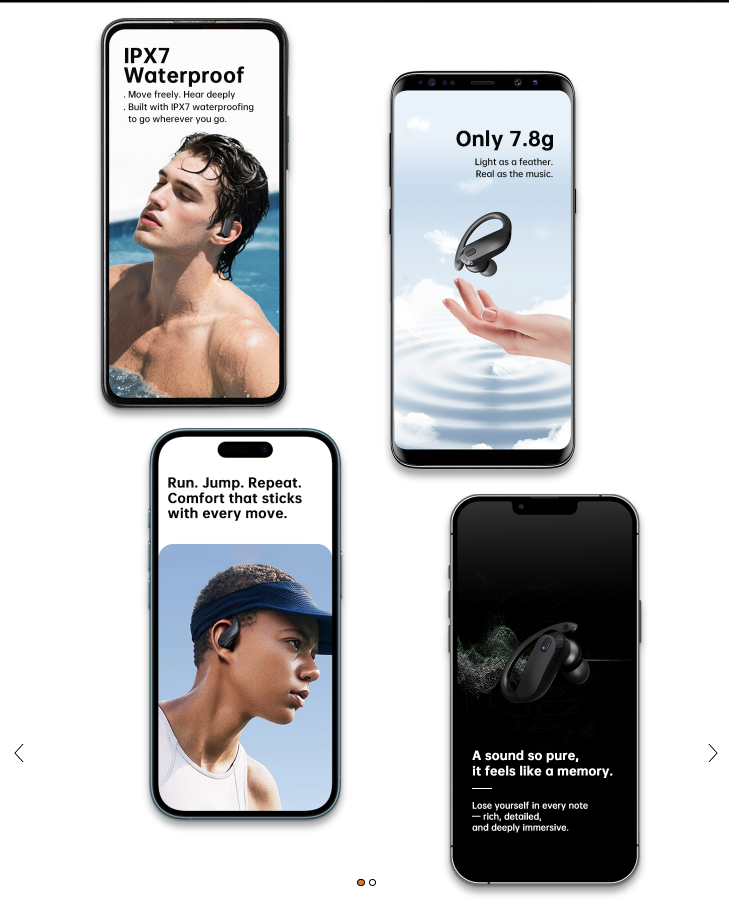 IPX7
Waterproof
. Move freely. Hear deeply
. Built with IPX7 waterproofing
to go wherever you go.
Only 7.8g
Light as a feather.
Real as the music.
Run. Jump. Repeat.
Comfort that sticks
with every move.
A sound so pure,
it feels like a memory.
Lose yourself in every note
— rich, detailed,
and deeply immersive.